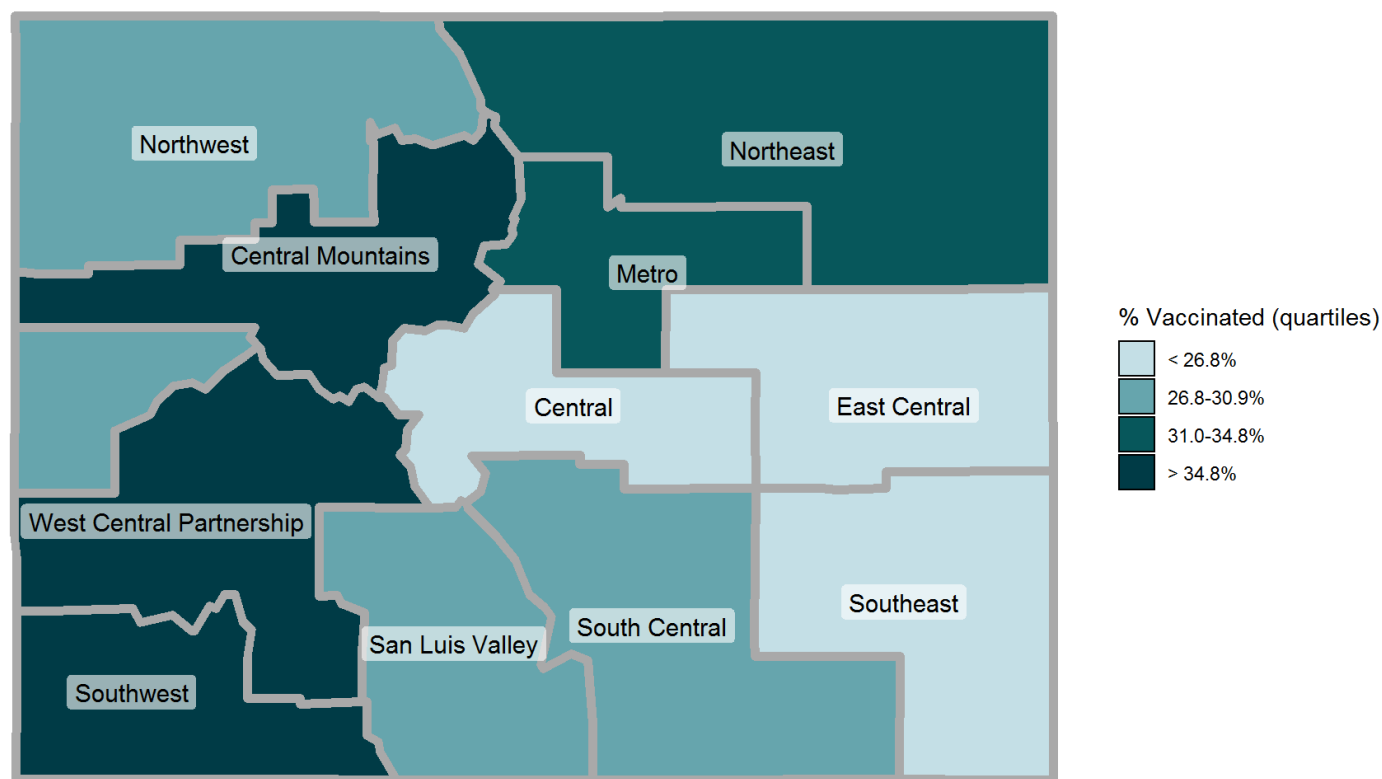 Northwest
Northeast
Central Mountains
Metro
% Vaccinated (quartiles)
< 26.8%
26.8-30.9%
31.0-34.8%
> 34.8%
Central
East Central
West Central Partnership
Southeast
South Central
San Luis Valley
Southwest